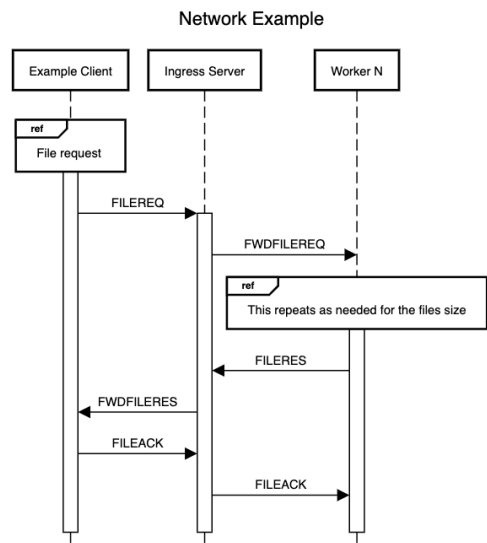 Network Example
Example Client
Ingress Server
Worker N
ref
File request
FILEREQ
FWDFILEREQ
ref
This repeats as needed for the files size
FILERES
FWDFILERES
FILEACK
FILEACK